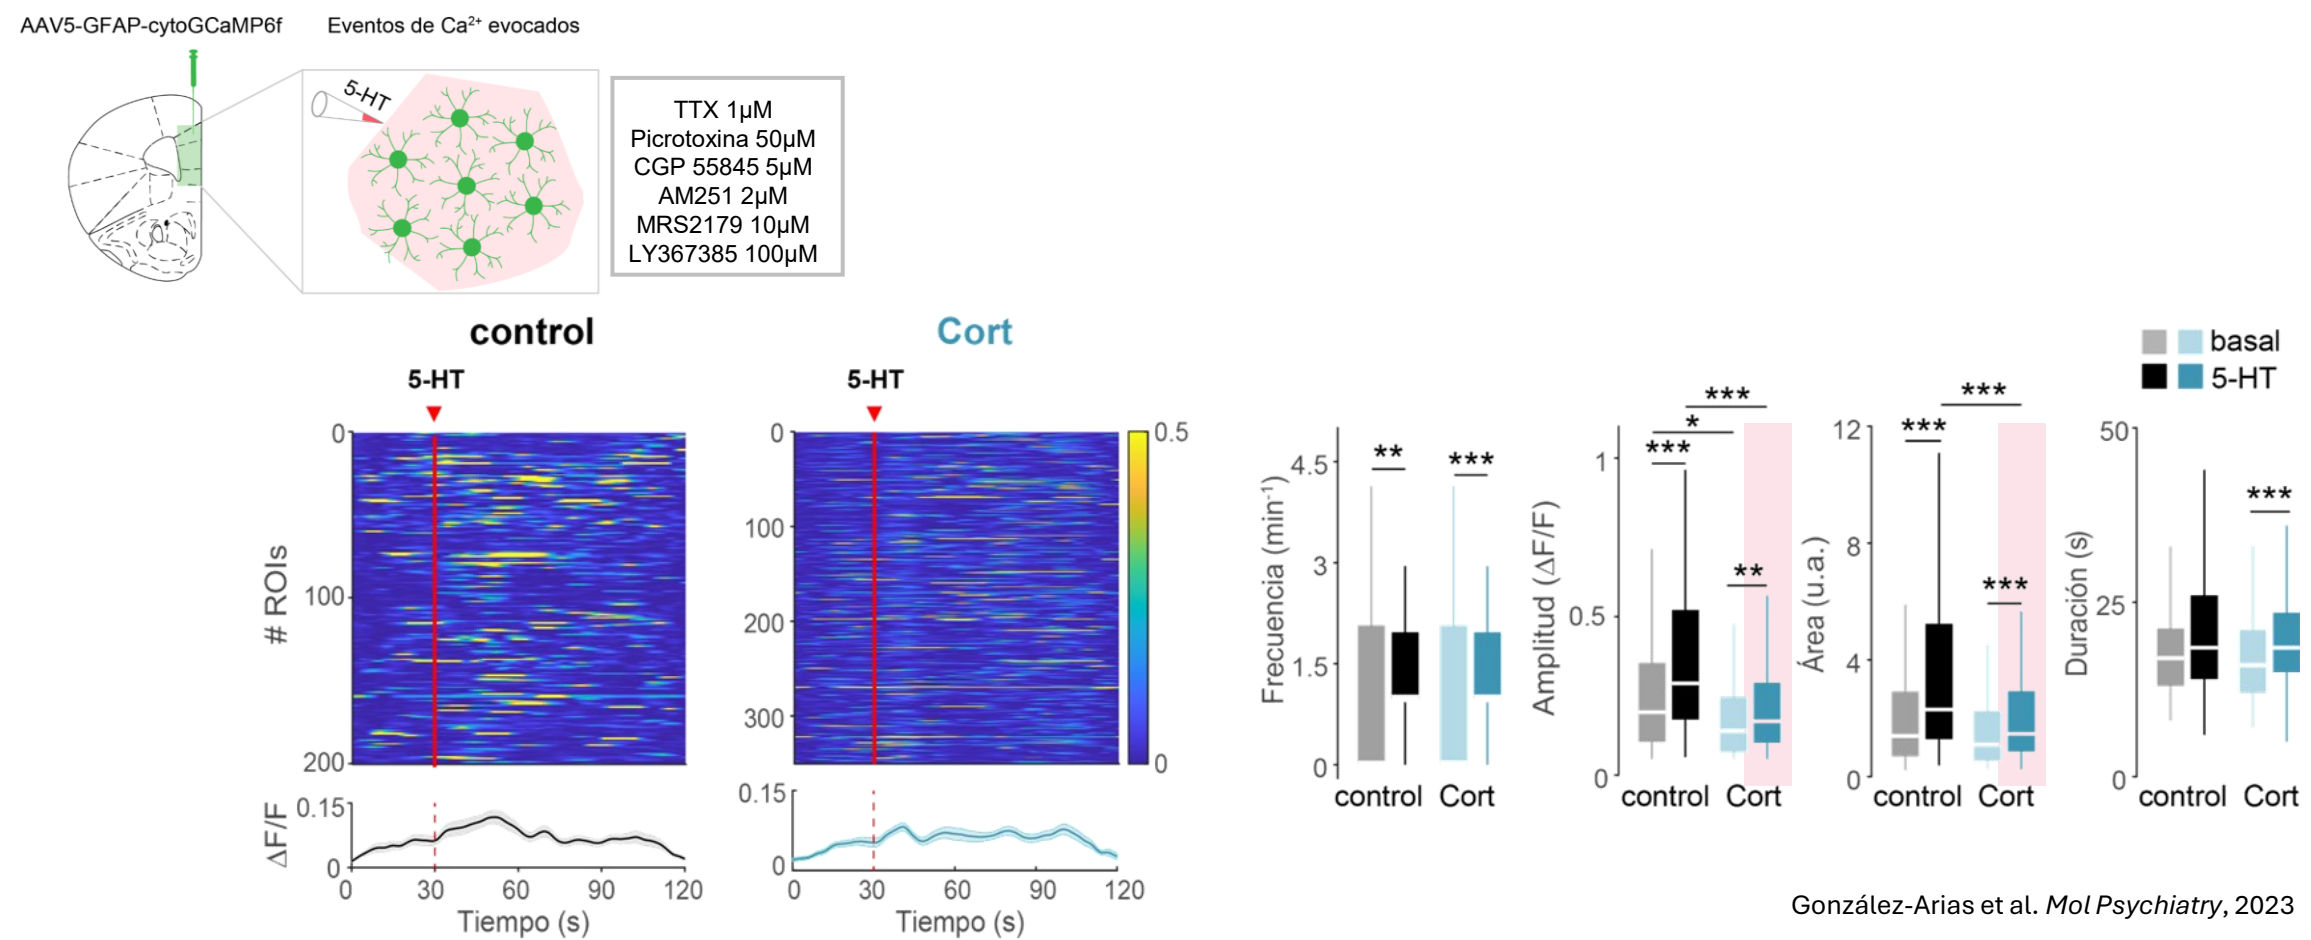 AAV5-GFAP-cytoGCaMP6f
Eventos de Ca²⁺ evocados
5-HT
TTX 1µM
Picrotoxina 50µM
CGP 55845 5µM
AM251 2µM
MRS2179 10µM
LY367385 100µM
control
Cort
5-HT
5-HT
# ROIs
0
100
200
0
100
200
300
0.5
0
ΔF/F
0.15
0
0 30 60 90 120
Tiempo (s)
0.15
0
0 30 60 90 120
Tiempo (s)
basal
5-HT
Frecuencia (min⁻¹)
4.5
3
1.5
0
** ***
control Cort
Amplitud (ΔF/F)
1
0.5
0
***
*
***
**
control Cort
Área (u.a.)
12
8
4
0
***
***
***
control Cort
Duración (s)
50
25
0
***
control Cort
González-Arias et al. Mol Psychiatry, 2023